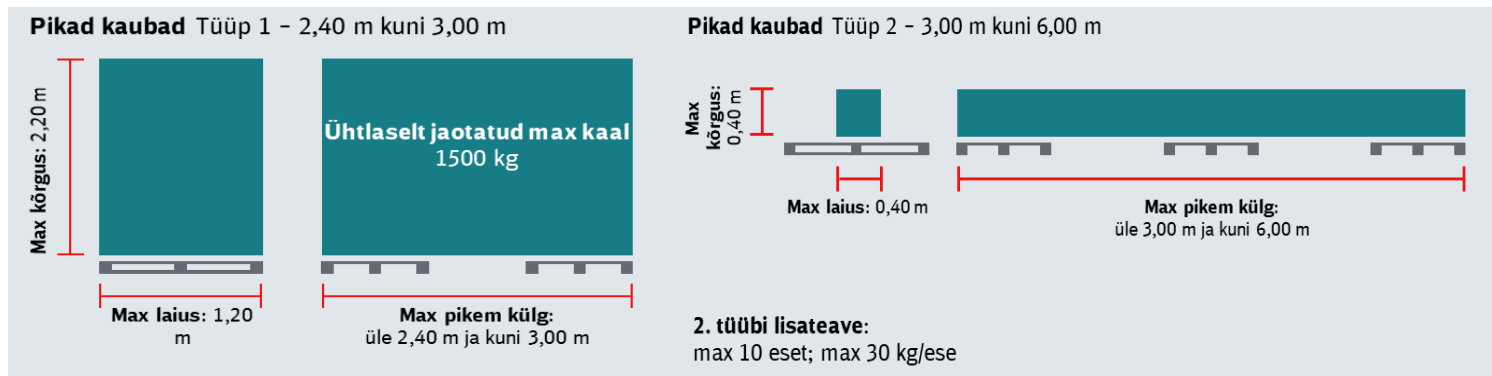 Pikad kaubad Tüüp 1 – 2,40 m kuni 3,00 m
Max kõrgus: 2,20 m
Ühtlaselt jaotatud max kaal
1500 kg
Max laius: 1,20
m
Max pikem külg:
üle 2,40 m ja kuni 3,00 m
Pikad kaubad Tüüp 2 – 3,00 m kuni 6,00 m
Max
kõrgus:
0,40 m
Max laius: 0,40 m
Max pikem külg:
üle 3,00 m ja kuni 6,00 m
2. tüübi lisateave:
max 10 eset; max 30 kg/ese